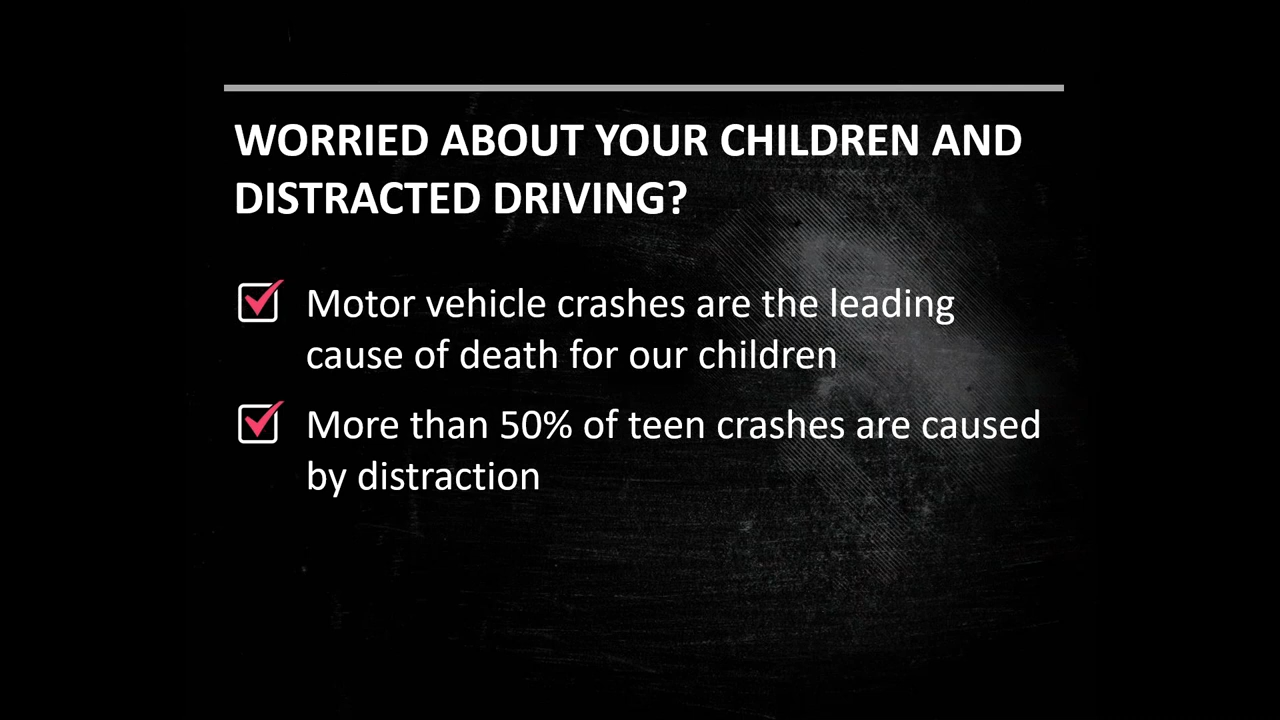 WORRIED ABOUT YOUR CHILDREN AND
DISTRACTED DRIVING?
Motor vehicle crashes are the leading
cause of death for our children
More than 50% of teen crashes are caused
by distraction